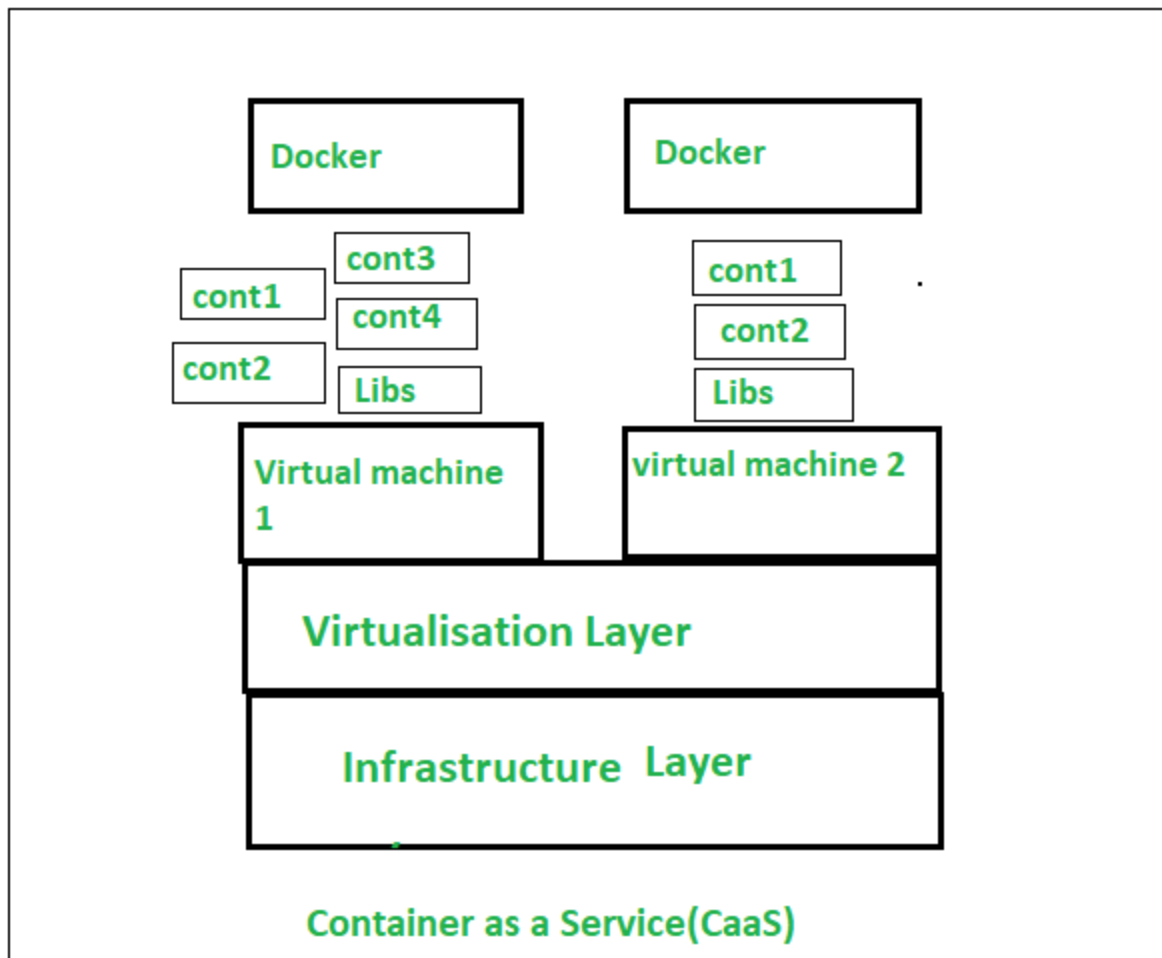 Docker
Docker
cont3
cont1
cont4
cont2
Libs
cont1
cont2
Libs
Virtual machine
1
virtual machine 2
Virtualisation Layer
Infrastructure Layer
Container as a Service(CaaS)